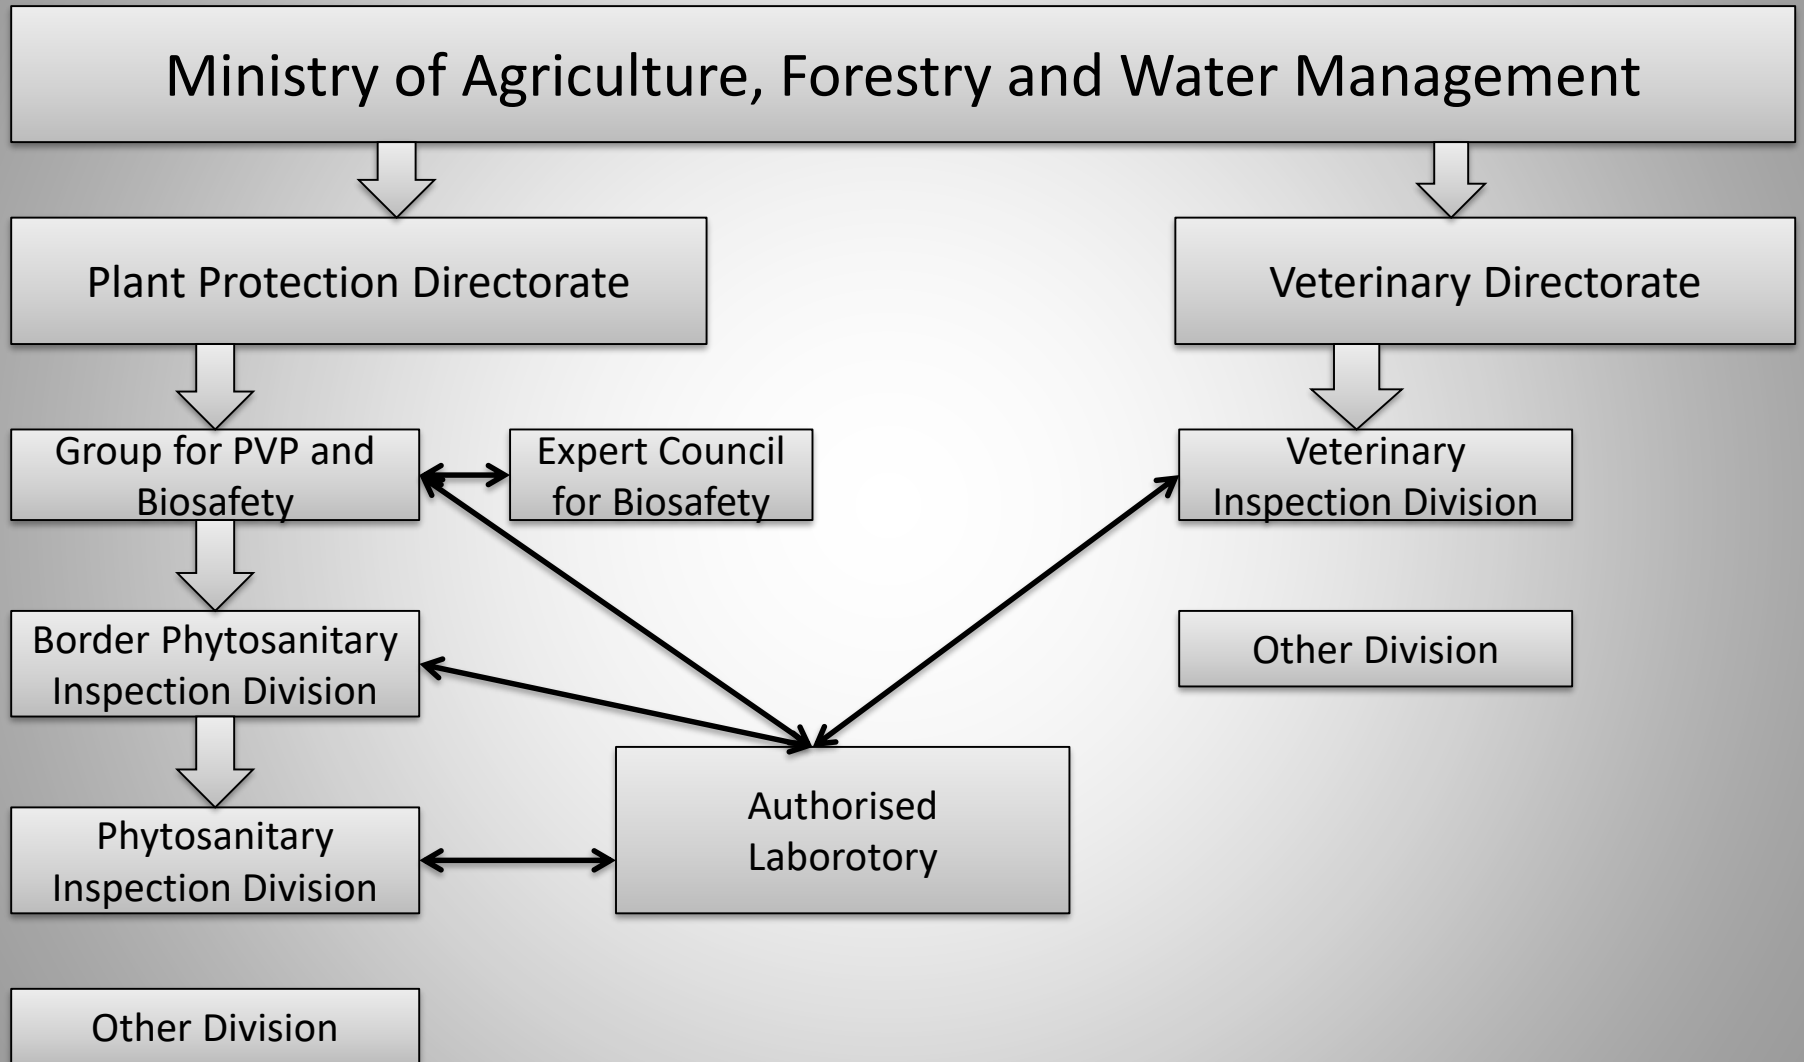 Ministry of Agriculture, Forestry and Water Management
Plant Protection Directorate
Veterinary Directorate
Group for PVP and
Biosafety
Expert Council
for Biosafety
Veterinary
Inspection Division
Border Phytosanitary
Inspection Division
Other Division
Authorised
Laborotory
Phytosanitary
Inspection Division
Other Division